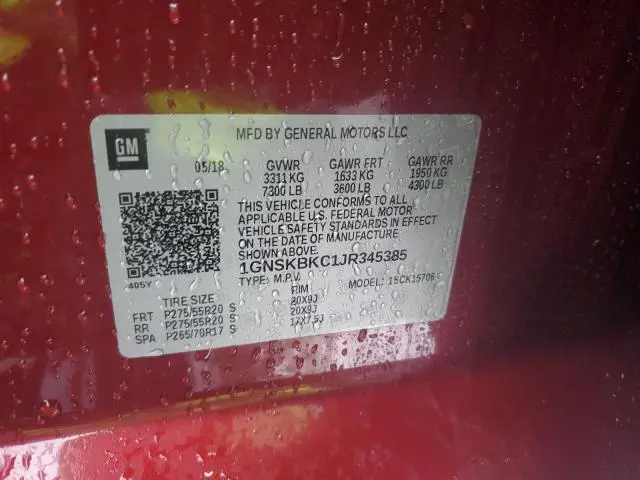 GM
MFD BY GENERAL MOTORS LLC
05/18 GVWR GAWR FRT GAWR RR
3311 KG 1633 KG 1950 KG
7300 LB 3600 LB 4300 LB
THIS VEHICLE CONFORMS TO ALL
APPLICABLE U.S. FEDERAL MOTOR
VEHICLE SAFETY STANDARDS IN EFFECT
ON THE DATE OF MANUFACTURE SHOWN ABOVE.
1GNSKBKC1JR345385
405Y
TYPE: M.P.V. MODEL: 15CK15706
TIRE SIZE RIM
FRT P275/55R20 S 20X9J
RR P275/55R20 S 20X9J
SPA P265/70R17 S 17X7.5J